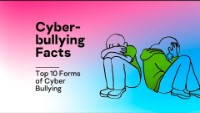 Cyber-
bullying
Facts
Top 10 Forms
of Cyber
Bullying